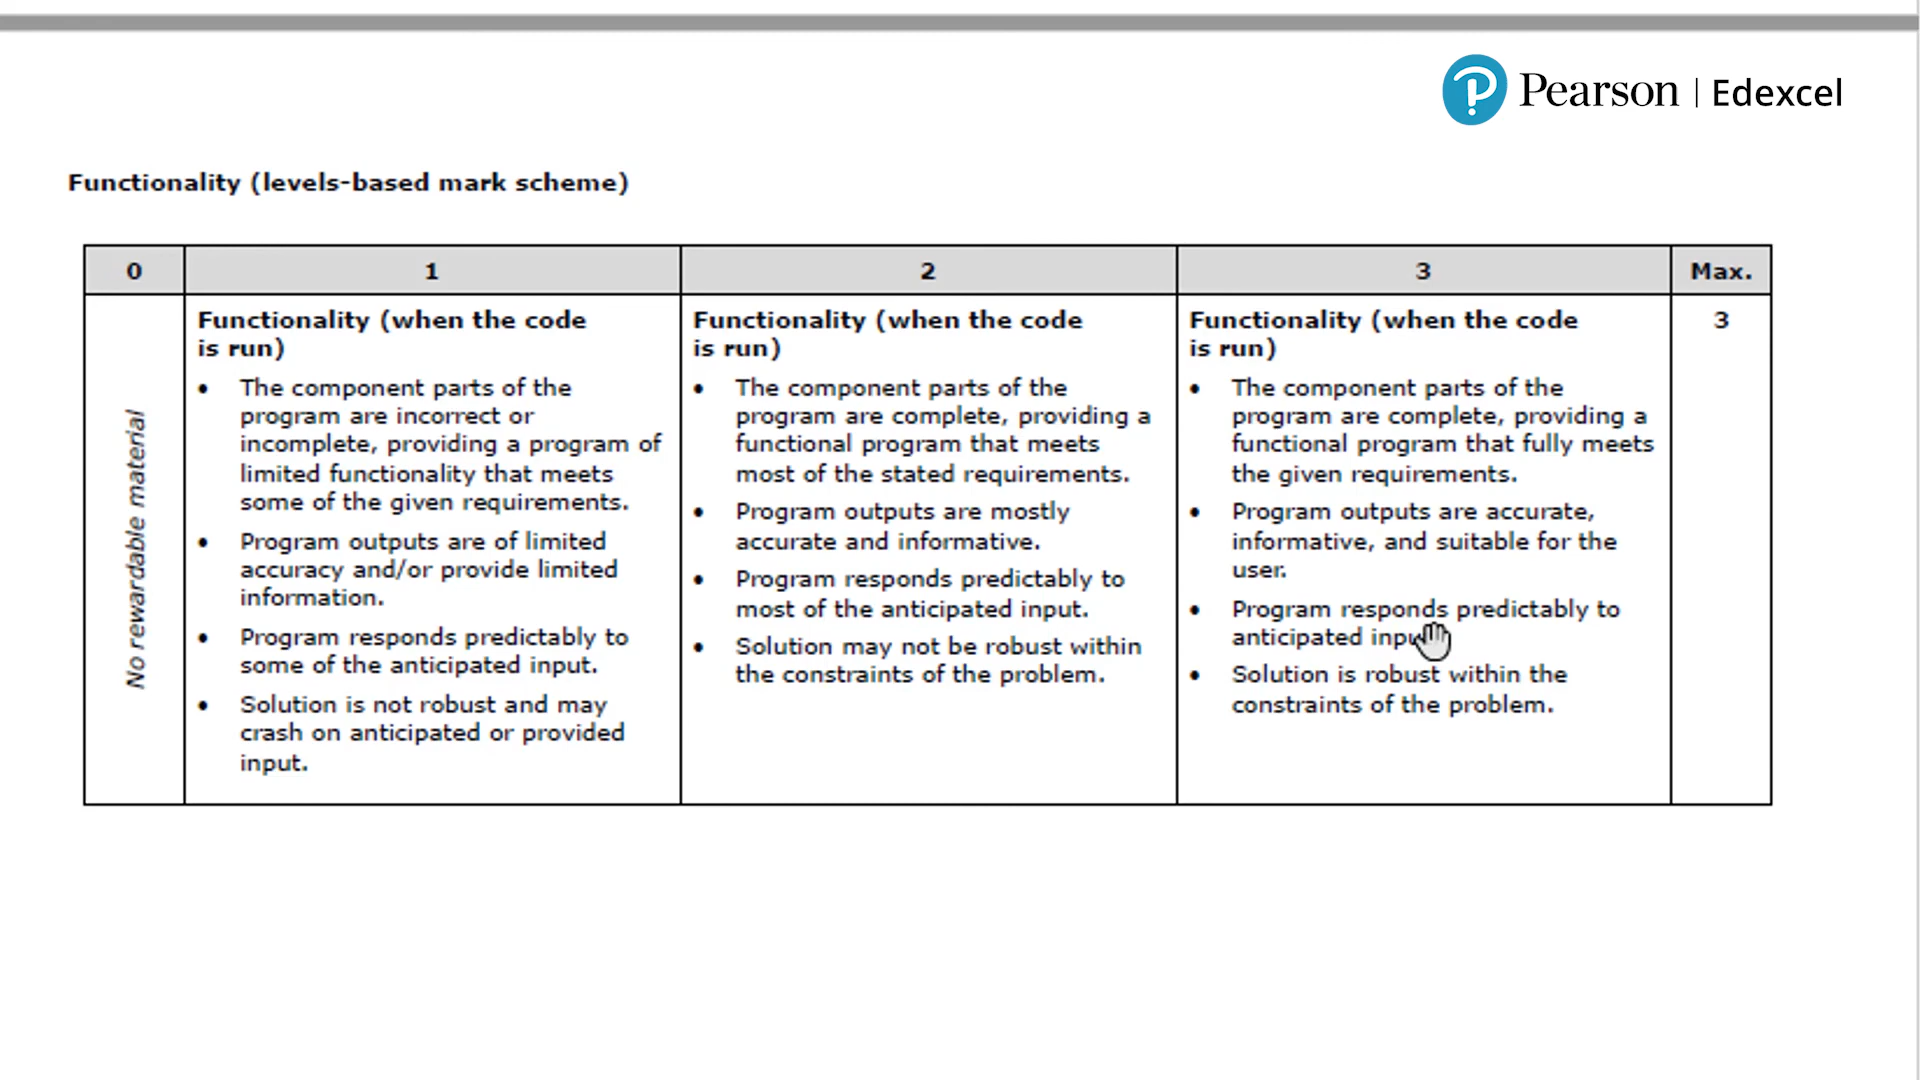 Pearson | Edexcel
Functionality (levels-based mark scheme)
0
1
2
3
Max.
No rewardable material
Functionality (when the code
is run)
• The component parts of the
program are incorrect or
incomplete, providing a program of
limited functionality that meets
some of the given requirements.
• Program outputs are of limited
accuracy and/or provide limited
information.
• Program responds predictably to
some of the anticipated input.
• Solution is not robust and may
crash on anticipated or provided
input.
Functionality (when the code
is run)
• The component parts of the
program are complete, providing a
functional program that meets
most of the stated requirements.
• Program outputs are mostly
accurate and informative.
• Program responds predictably to
most of the anticipated input.
• Solution may not be robust within
the constraints of the problem.
Functionality (when the code
is run)
• The component parts of the
program are complete, providing a
functional program that fully meets
the given requirements.
• Program outputs are accurate,
informative, and suitable for the
user.
• Program responds predictably to
anticipated
• Solution is robust within the
constraints of the problem.
3